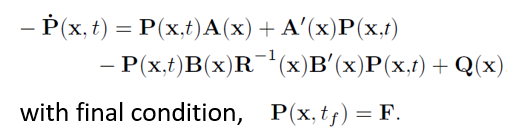 − Ṗ(x, t) = P(x,t)A(x) + A′(x)P(x,t)
− P(x,t)B(x)R⁻¹(x)B′(x)P(x,t) + Q(x)
with final condition, P(x, t_f) = F.